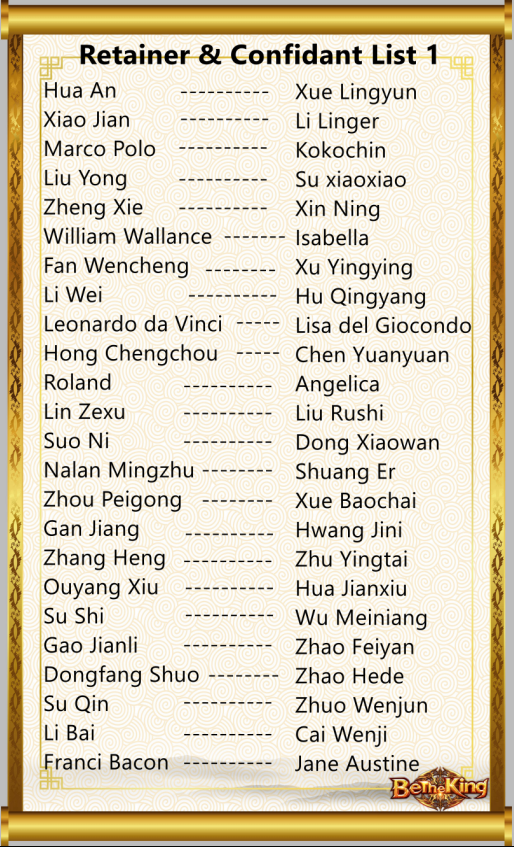 Retainer & Confidant List 1
Hua An ---------- Xue Lingyun
Xiao Jian ---------- Li Linger
Marco Polo ---------- Kokochin
Liu Yong ---------- Su xiaoxiao
Zheng Xie ---------- Xin Ning
William Wallance ------- Isabella
Fan Wencheng -------- Xu Yingying
Li Wei ---------- Hu Qingyang
Leonardo da Vinci ----- Lisa del Giocondo
Hong Chengchou ----- Chen Yuanyuan
Roland ---------- Angelica
Lin Zexu ---------- Liu Rushi
Suo Ni ---------- Dong Xiaowan
Nalan Mingzhu -------- Shuang Er
Zhou Peigong -------- Xue Baochai
Gan Jiang ---------- Hwang Jini
Zhang Heng ---------- Zhu Yingtai
Ouyang Xiu ---------- Hua Jianxiu
Su Shi ---------- Wu Meiniang
Gao Jianli ---------- Zhao Feiyan
Dongfang Shuo -------- Zhao Hede
Su Qin ---------- Zhuo Wenjun
Li Bai ---------- Cai Wenji
Franci Bacon ---------- Jane Austine
BeTheKing